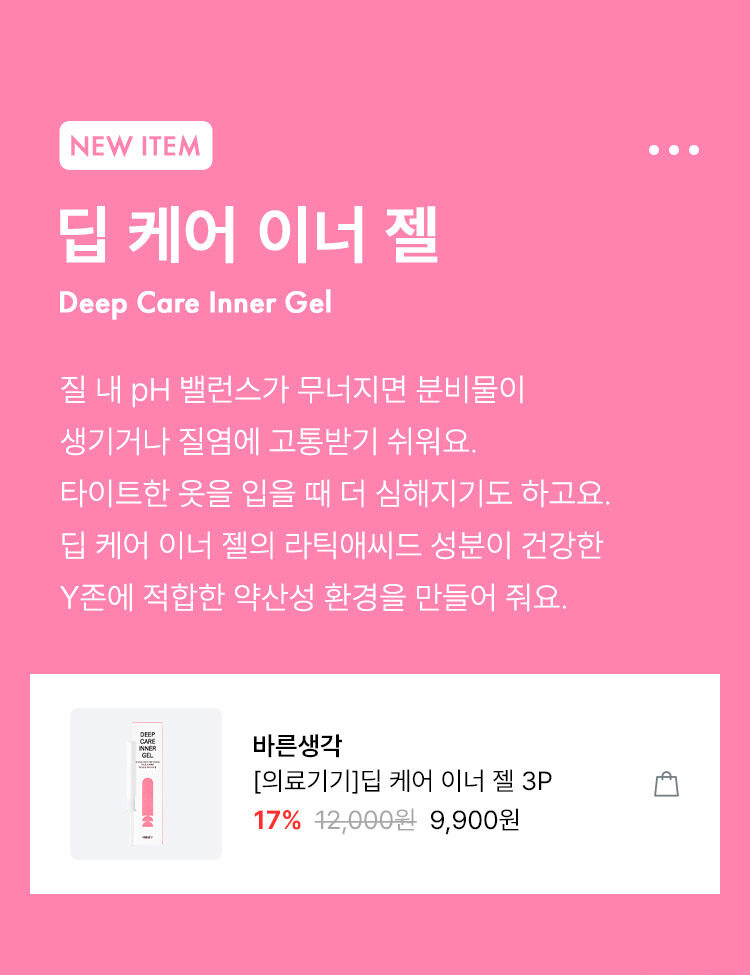 NEW ITEM
딥 케어 이너 젤
Deep Care Inner Gel
질 내 pH 밸런스가 무너지면 분비물이
생기거나 질염에 고통받기 쉬워요.
타이트한 옷을 입을 때 더 심해지기도 하고요.
딥 케어 이너 젤의 라틱애씨드 성분이 건강한
Y존에 적합한 약산성 환경을 만들어 줘요.
DEEP
CARE
INNER
GEL
바른생각
[의료기기]딥 케어 이너 젤 3P
17% 12,000원 9,900원